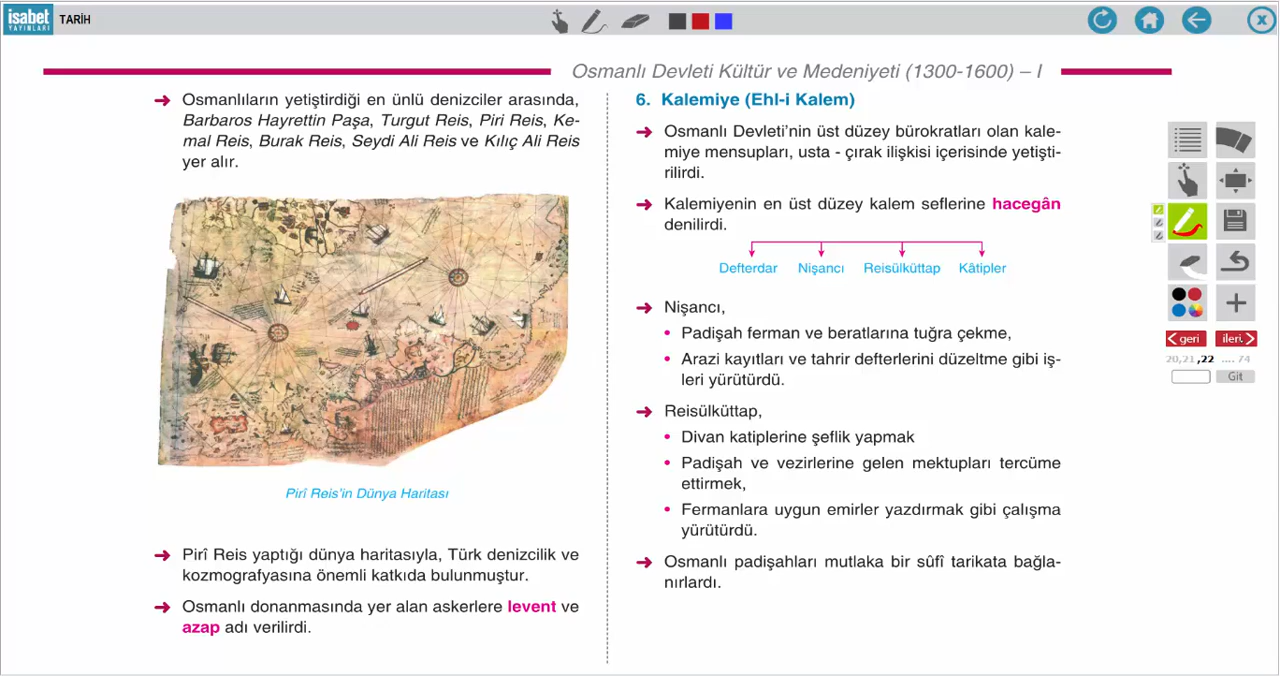 isabet
YAYINLARI
TARİH
Osmanlı Devleti Kültür ve Medeniyeti (1300-1600) – I
Osmanlıların yetiştirdiği en ünlü denizciler arasında,
Barbaros Hayrettin Paşa, Turgut Reis, Piri Reis, Ke-
mal Reis, Burak Reis, Seydi Ali Reis ve Kılıç Ali Reis
yer alır.
Pirî Reis'in Dünya Haritası
Pirî Reis yaptığı dünya haritasıyla, Türk denizcilik ve
kozmografyasına önemli katkıda bulunmuştur.
Osmanlı donanmasında yer alan askerlere levent ve
azap adı verilirdi.
6. Kalemiye (Ehl-i Kalem)
Osmanlı Devleti'nin üst düzey bürokratları olan kale-
miye mensupları, usta - çırak ilişkisi içerisinde yetişti-
rilirdi.
Kalemiyenin en üst düzey kalem seflerine hacegân
denilirdi.
Defterdar Nişancı Reisülküttap Kâtipler
Nişancı,
• Padişah ferman ve beratlarına tuğra çekme,
• Arazi kayıtları ve tahrir defterlerini düzeltme gibi iş-
leri yürütürdü.
Reisülküttap,
• Divan katiplerine şeflik yapmak
• Padişah ve vezirlerine gelen mektupları tercüme
ettirmek,
• Fermanlara uygun emirler yazdırmak gibi çalışma
yürütürdü.
Osmanlı padişahları mutlaka bir sûfî tarikata bağla-
nırlardı.
geri ileri
20,21,22 .... 74
Git